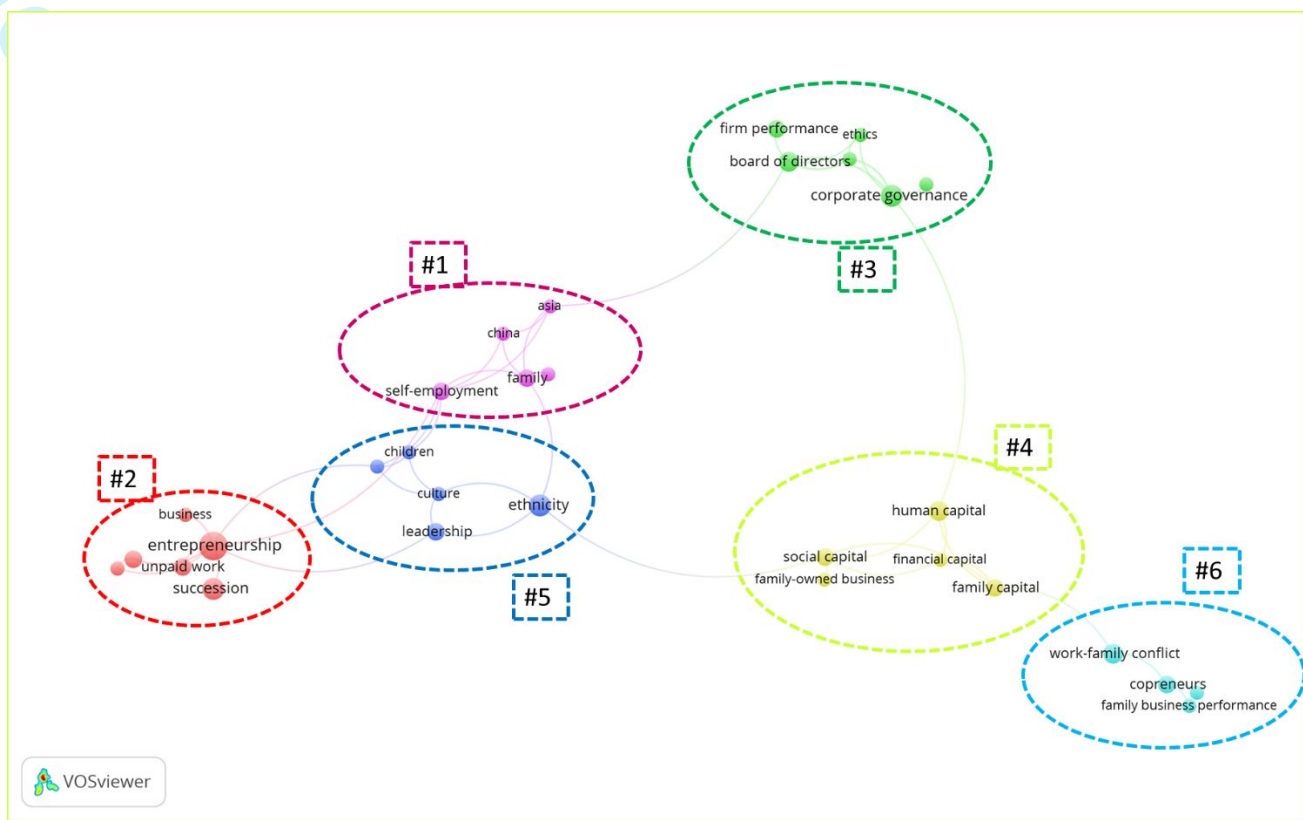 firm performance
ethics
board of directors
corporate governance
#3
#1
asia
china
family
self-employment
children
culture
ethnicity
leadership
#5
#2
business
entrepreneurship
unpaid work
succession
#4
human capital
social capital
financial capital
family-owned business
family capital
#6
work-family conflict
copreneurs
family business performance
VOSviewer